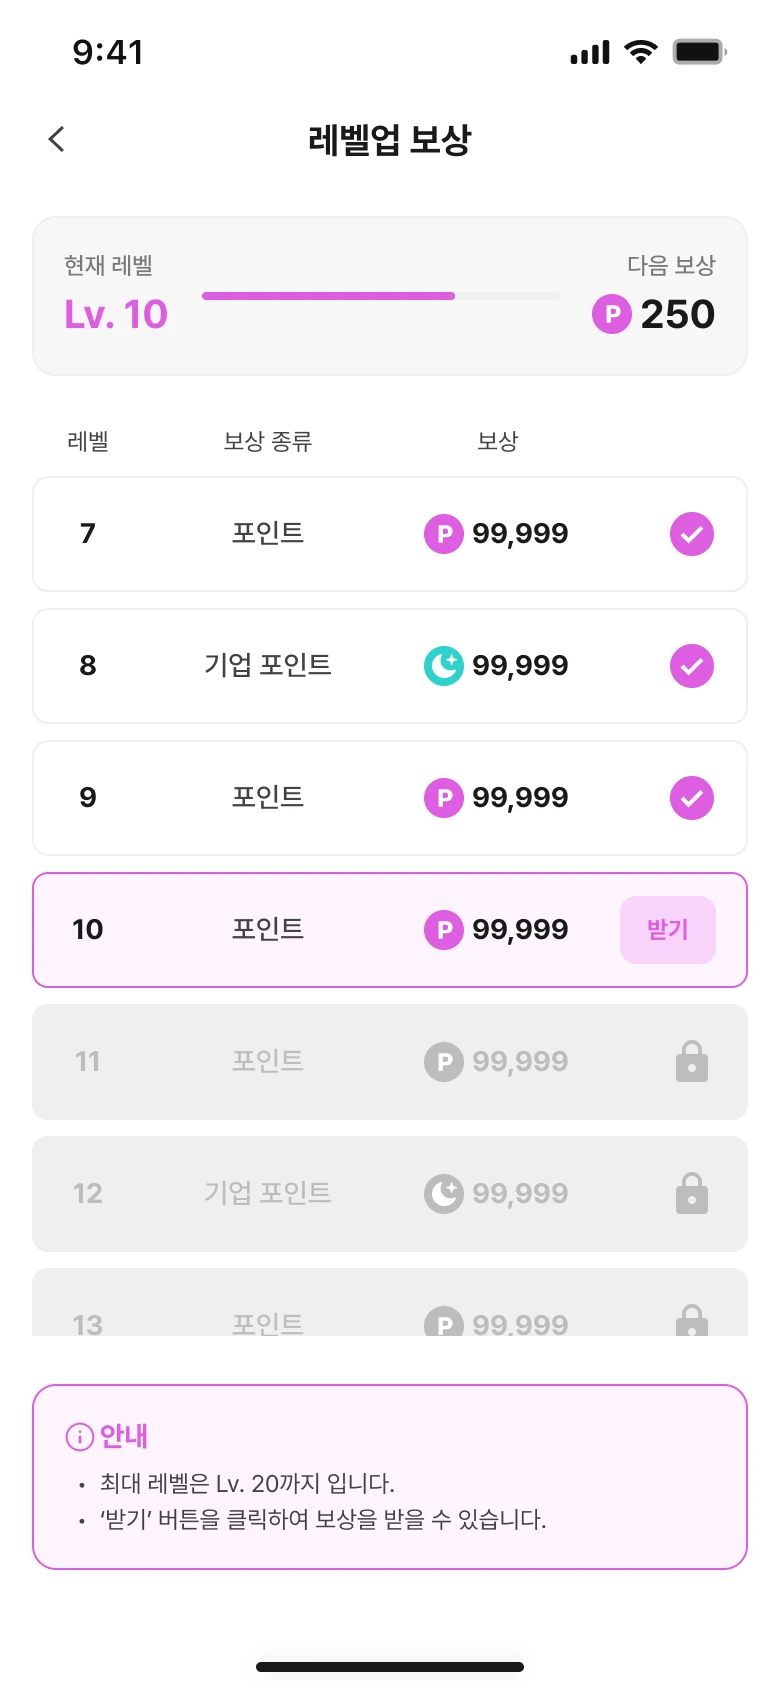 9:41
레벨업 보상
현재 레벨
다음 보상
Lv. 10
P 250
레벨 보상 종류 보상
7 포인트 P 99,999
8 기업 포인트 99,999
9 포인트 P 99,999
10 포인트 P 99,999 받기
11 포인트 P 99,999
12 기업 포인트 99,999
13 포인트 P 99,999
안내
• 최대 레벨은 Lv. 20까지 입니다.
• ‘받기’ 버튼을 클릭하여 보상을 받을 수 있습니다.